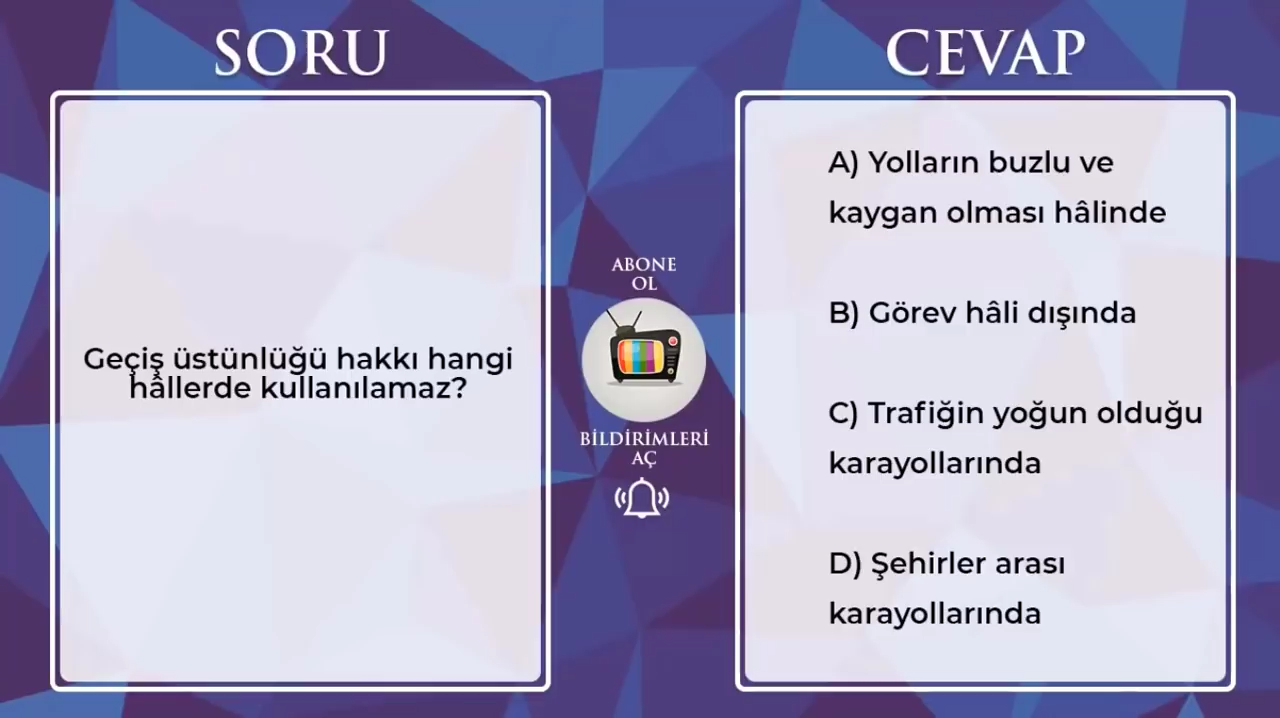 SORU
Geçiş üstünlüğü hakkı hangi
hâllerde kullanılamaz?
ABONE
OL
BİLDİRİMLERİ
AÇ
CEVAP
A) Yolların buzlu ve
kaygan olması hâlinde
B) Görev hâli dışında
C) Trafiğin yoğun olduğu
karayollarında
D) Şehirler arası
karayollarında